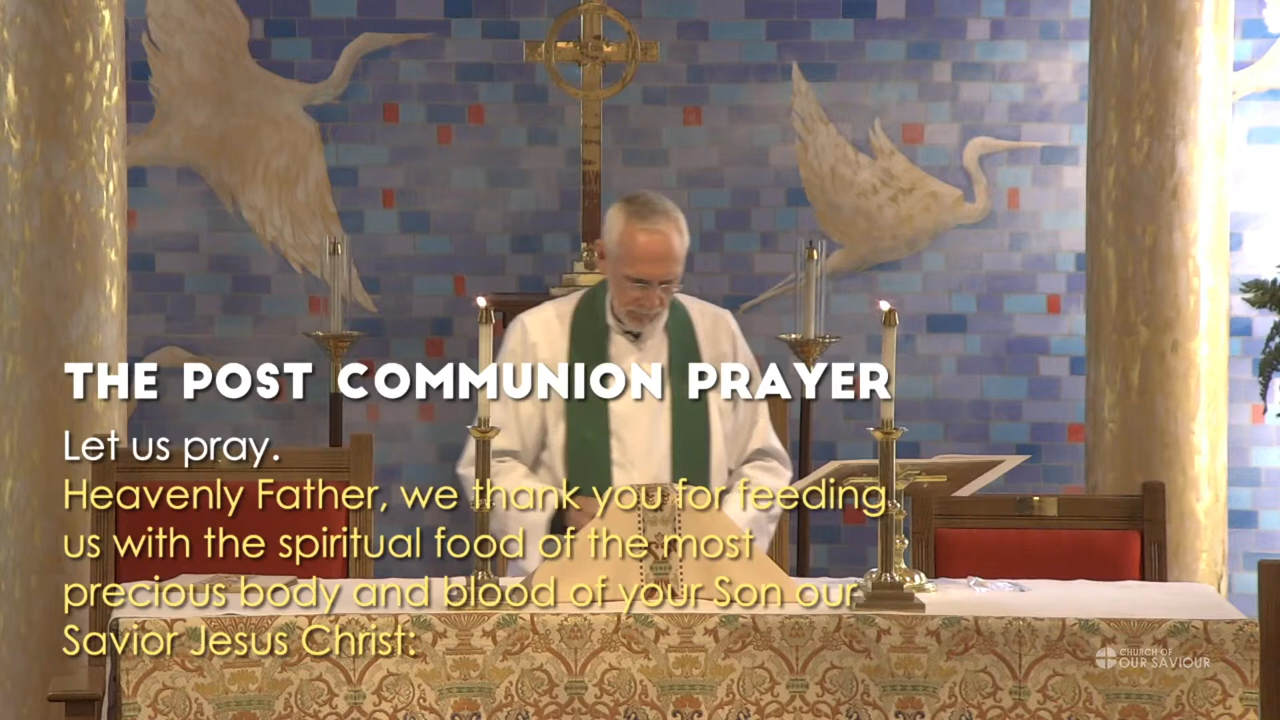 THE POST COMMUNION PRAYER
Let us pray.
Heavenly Father, we thank you for feeding
us with the spiritual food of the most
precious body and blood of your Son our
Savior Jesus Christ:
CHURCH OF
OUR SAVIOUR